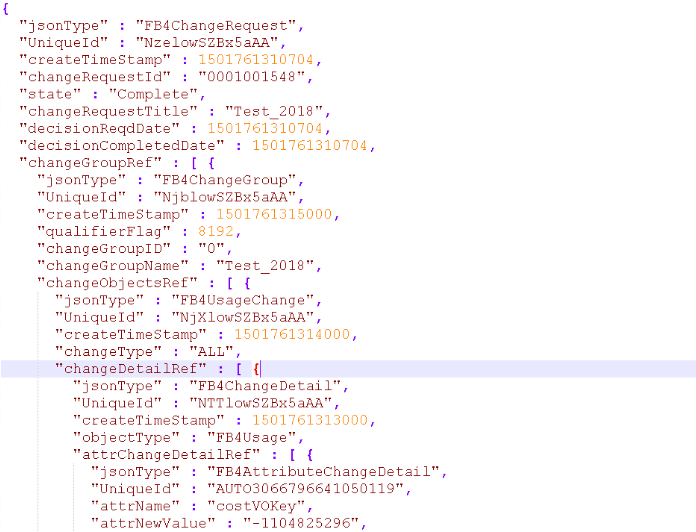 {
"jsonType" : "FB4ChangeRequest",
"UniqueId" : "NzelowSZBx5aAA",
"createTimeStamp" : 1501761310704,
"changeRequestId" : "0001001548",
"state" : "Complete",
"changeRequestTitle" : "Test_2018",
"decisionReqdDate" : 1501761310704,
"decisionCompletedDate" : 1501761310704,
"changeGroupRef" : [ {
"jsonType" : "FB4ChangeGroup",
"UniqueId" : "NjblowSZBx5aAA",
"createTimeStamp" : 1501761315000,
"qualifierFlag" : 8192,
"changeGroupID" : "0",
"changeGroupName" : "Test_2018",
"changeObjectsRef" : [ {
"jsonType" : "FB4UsageChange",
"UniqueId" : "NjXlowSZBx5aAA",
"createTimeStamp" : 1501761314000,
"changeType" : "ALL",
"changeDetailRef" : [ {
"jsonType" : "FB4ChangeDetail",
"UniqueId" : "NTTlowSZBx5aAA",
"createTimeStamp" : 1501761313000,
"objectType" : "FB4Usage",
"attrChangeDetailRef" : [ {
"jsonType" : "FB4AttributeChangeDetail",
"UniqueId" : "AUTO3066796641050119",
"attrName" : "costVOKey",
"attrNewValue" : "-1104825296",